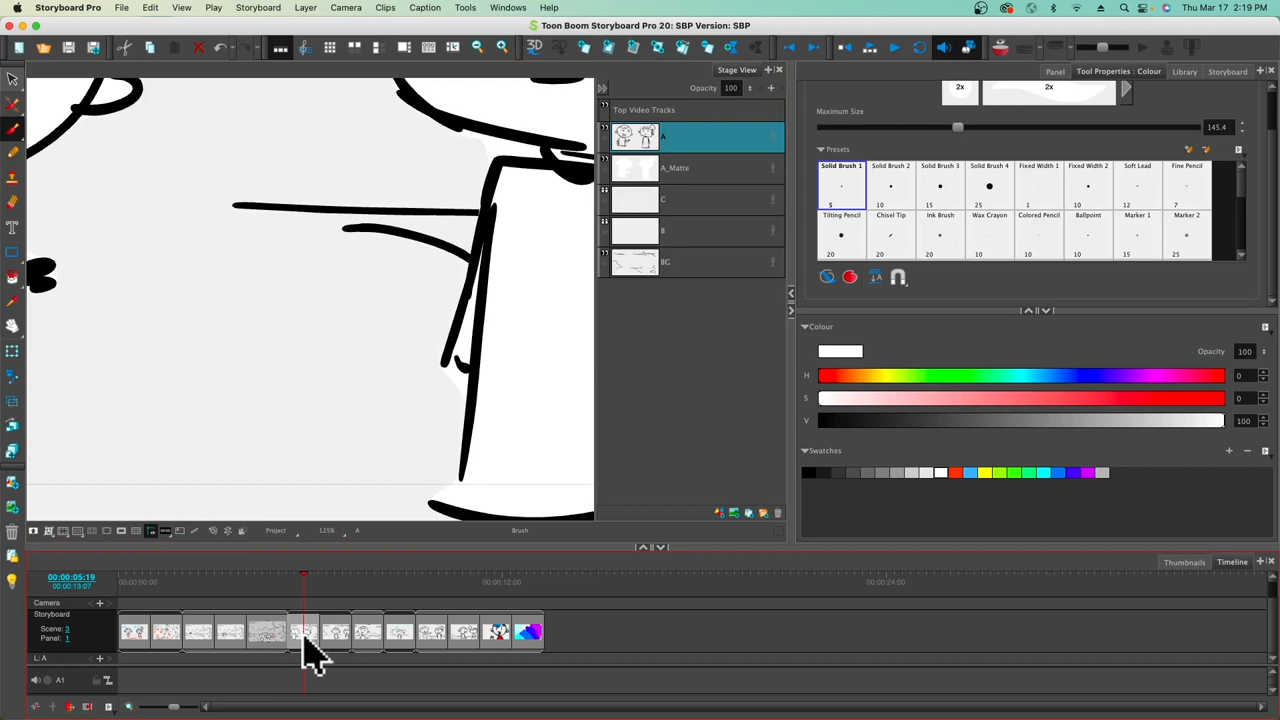 Storyboard Pro File Edit View Play Storyboard Layer Camera Clips Caption Tools Windows Help Thu Mar 17 2:19 PM
Toon Boom Storyboard Pro 20: SBP Version: SBP
Stage View
Panel Tool Properties : Colour Library Storyboard
Opacity 100
2x 2x
Top Video Tracks
Maximum Size
A
145.4
Presets
A_Matte
Solid Brush 1 Solid Brush 2 Solid Brush 3 Solid Brush 4 Fixed Width 1 Fixed Width 2 Soft Lead Fine Pencil
C
5 10 15 25 1 10 12 7
Tilting Pencil Chisel Tip Ink Brush Wax Crayon Colored Pencil Ballpoint Marker 1 Marker 2
B
20 20 15 10 10 10 15 25
BG
Colour
Opacity 100
H 0
S 0
V 100
Swatches
Project 125% A Brush
Thumbnails Timeline
00:00:05:19
00:00:13:07
00:00:00:00 00:00:12:00 00:00:24:00
Camera
Storyboard
Scene: 3
Panel: 1
L: A
A1